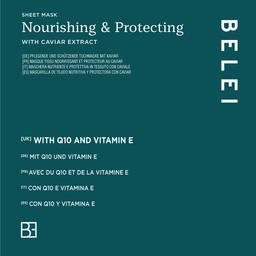 SHEET MASK
Nourishing & Protecting
WITH CAVIAR EXTRACT
[DE] PFLEGENDE UND SCHÜTZENDE TUCHMASKE MIT KAVIAR
[FR] MASQUE TISSU NOURRISSANT ET PROTECTEUR AU CAVIAR
[IT] MASCHERA NUTRIENTE E PROTETTIVA IN TESSUTO CON CAVIALE
[ES] MASCARILLA DE TEJIDO NUTRITIVA Y PROTECTORA CON CAVIAR
BELEI
[UK] WITH Q10 AND VITAMIN E
[DE] MIT Q10 UND VITAMIN E
[FR] AVEC DU Q10 ET DE LA VITAMINE E
[IT] CON Q10 E VITAMINA E
[ES] CON Q10 Y VITAMINA E
BE